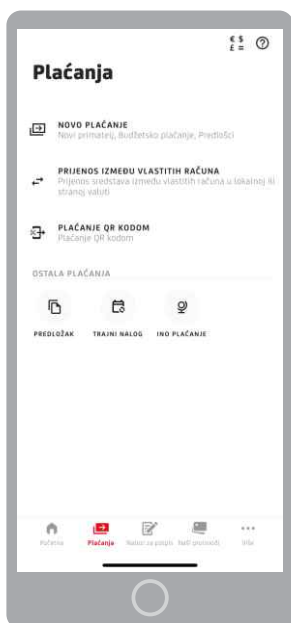 € $
£ =
?
Plaćanja
NOVO PLAĆANJE
Novi primatelj, Budžetsko plaćanje, Predlošci
PRIJENOS IZMEĐU VLASTITIH RAČUNA
Prijenos sredstava između vlastitih računa u lokalnoj ili
stranoj valuti
PLAĆANJE QR KODOM
Plaćanje QR kodom
OSTALA PLAĆANJA
PREDLOŽAK TRAJNI NALOG INO PLAĆANJE
Početna Plaćanja Nalozi za potpis Naši proizvodi Više